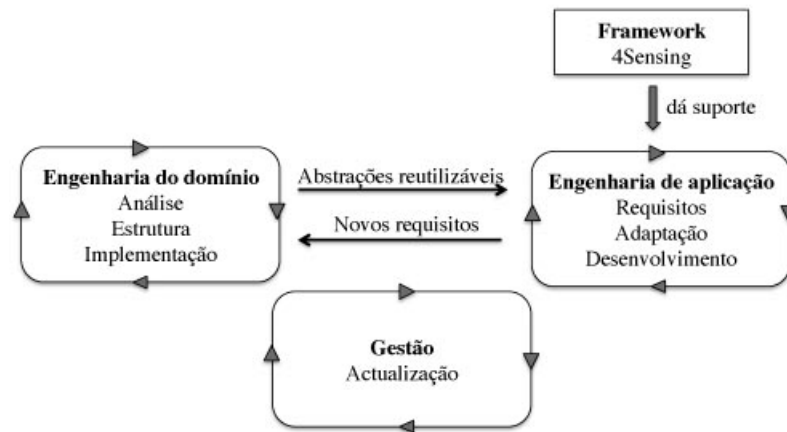 Framework
4Sensing
dá suporte
Engenharia do domínio
Análise
Estrutura
Implementação
Abstrações reutilizáveis
Novos requisitos
Engenharia de aplicação
Requisitos
Adaptação
Desenvolvimento
Gestão
Actualização